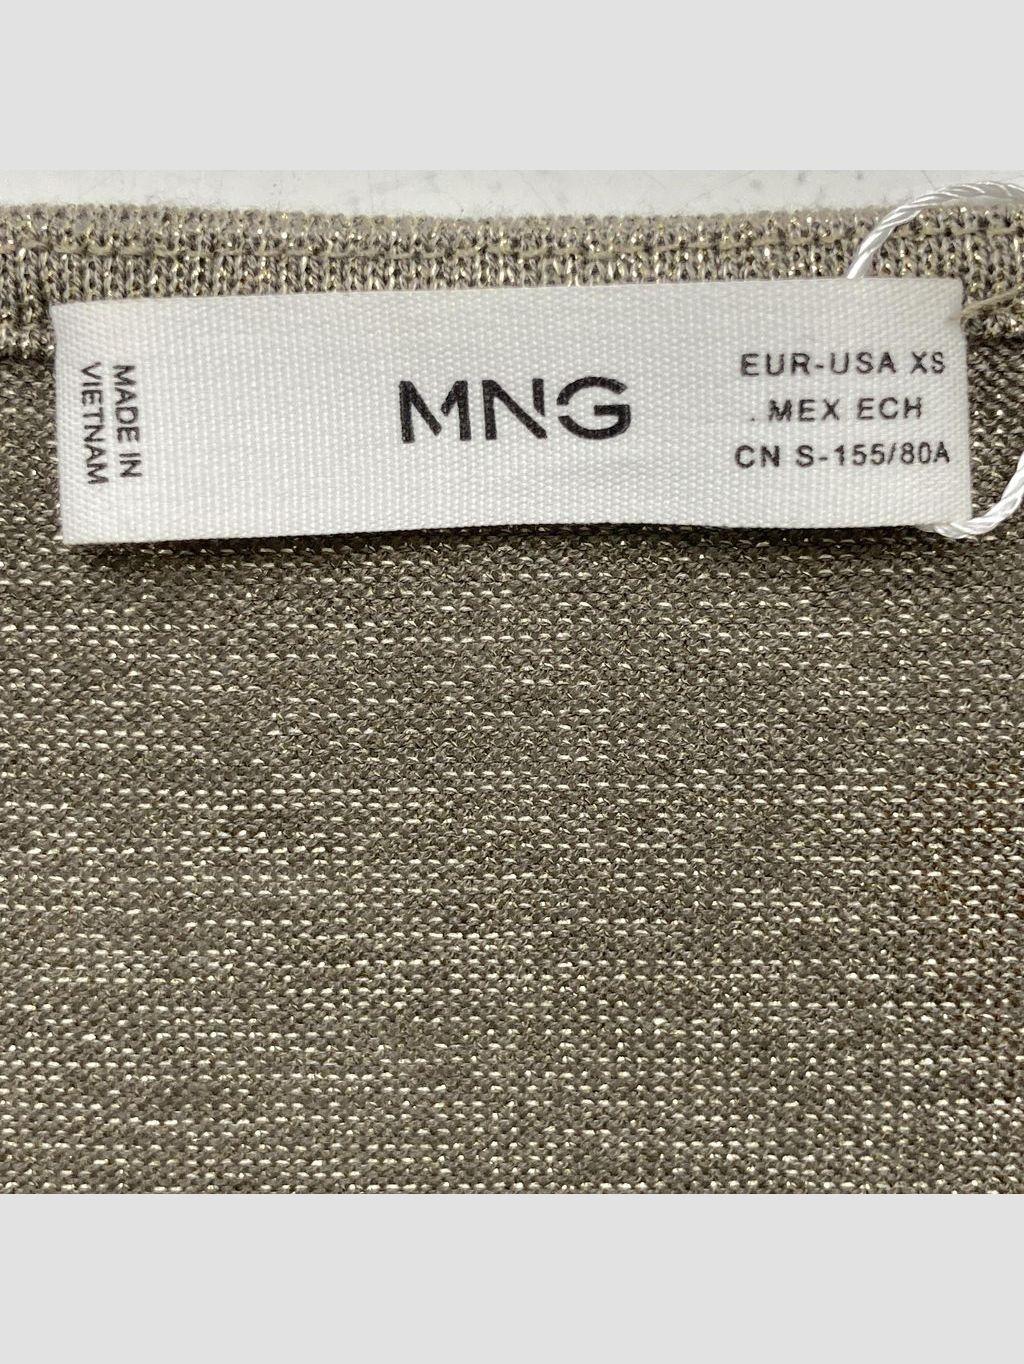 MADE IN
VIETNAM
MNG
EUR-USA XS
MEX ECH
CN S-155/80A